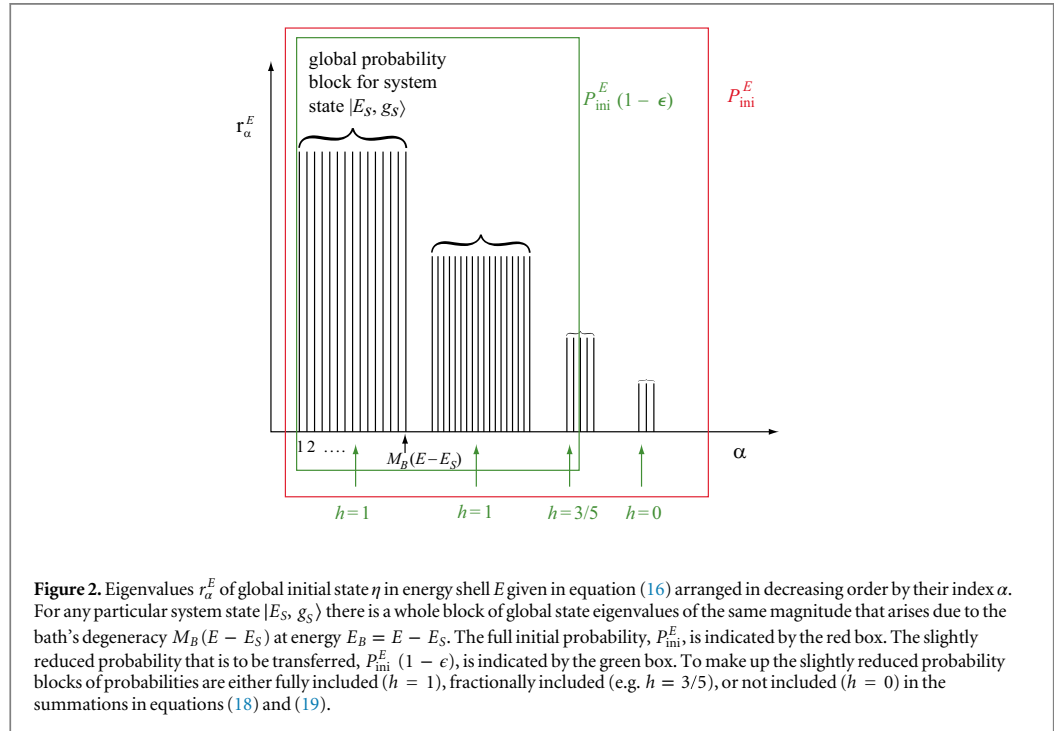 global probability
block for system
state |E_S, g_S⟩
P_ini^E (1 − ϵ)
P_ini^E
r_α^E
1 2 ....
M_B(E−E_S)
α
h=1
h=1
h=3/5
h=0
Figure 2. Eigenvalues r_α^E of global initial state η in energy shell E given in equation (16) arranged in decreasing order by their index α.
For any particular system state |E_S, g_S⟩ there is a whole block of global state eigenvalues of the same magnitude that arises due to the
bath's degeneracy M_B (E − E_S) at energy E_B = E − E_S. The full initial probability, P_ini^E, is indicated by the red box. The slightly
reduced probability that is to be transferred, P_ini^E (1 − ϵ), is indicated by the green box. To make up the slightly reduced probability
blocks of probabilities are either fully included (h = 1), fractionally included (e.g. h = 3/5), or not included (h = 0) in the
summations in equations (18) and (19).